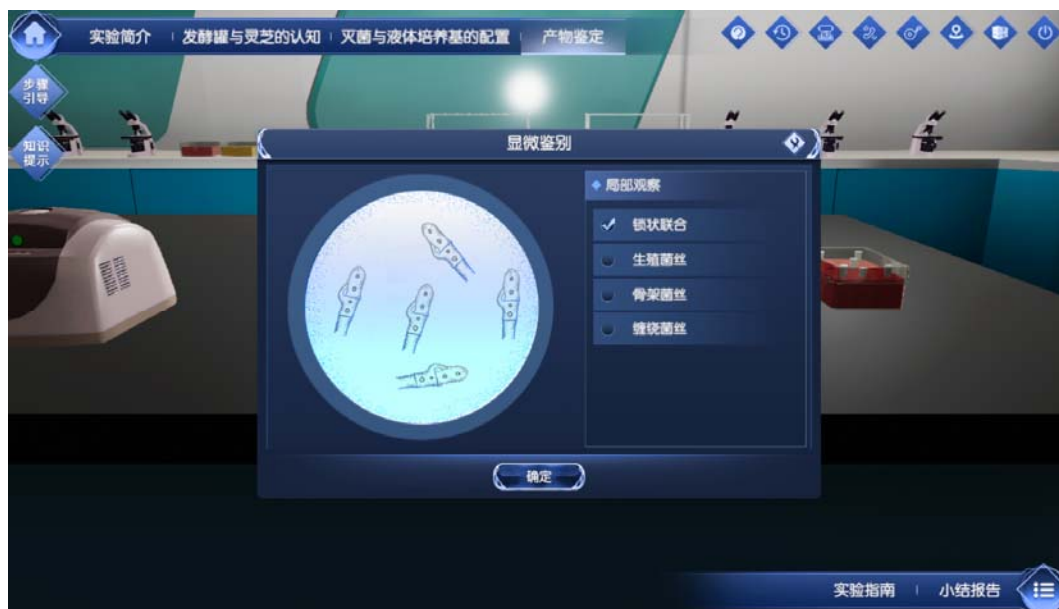 实验简介 发酵罐与灵芝的认知 灭菌与液体培养基的配置 产物鉴定
步骤
引导
知识
提示
显微鉴别
局部观察
锁状联合
生殖菌丝
骨架菌丝
缠绕菌丝
确定
实验指南 小结报告